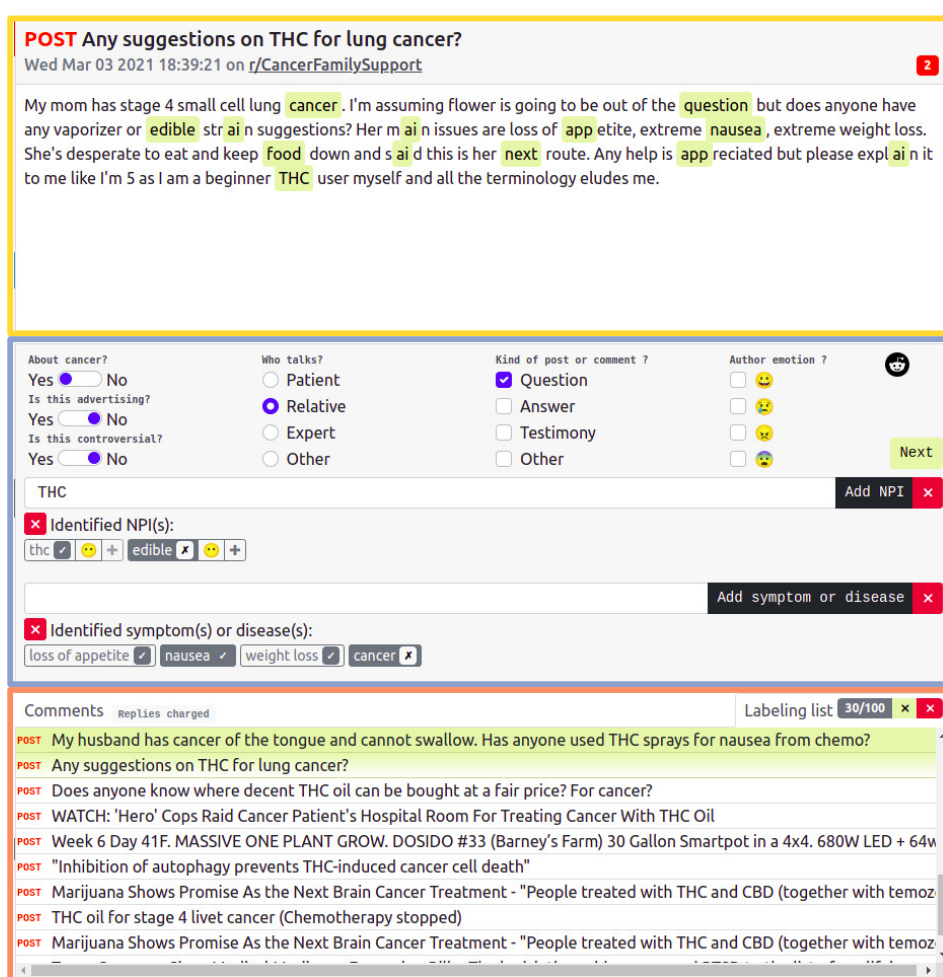 POST Any suggestions on THC for lung cancer?
Wed Mar 03 2021 18:39:21 on r/CancerFamilySupport
2
My mom has stage 4 small cell lung cancer . I'm assuming flower is going to be out of the question but does anyone have
any vaporizer or edible str ai n suggestions? Her m ai n issues are loss of app etite, extreme nausea , extreme weight loss.
She's desperate to eat and keep food down and s ai d this is her next route. Any help is app reciated but please expl ai n it
to me like I'm 5 as I am a beginner THC user myself and all the terminology eludes me.
About cancer? Who talks? Kind of post or comment ? Author emotion ?
Yes No Patient Question
Is this advertising?
Yes No Relative Answer
Is this controversial?
Yes No Expert Testimony
Other Other
Next
THC Add NPI ×
× Identified NPI(s):
thc ✓ + edible ✗ +
Add symptom or disease ×
× Identified symptom(s) or disease(s):
loss of appetite ✓ nausea ✓ weight loss ✓ cancer ✗
Comments Replies charged Labeling list 30/100 × ×
POST My husband has cancer of the tongue and cannot swallow. Has anyone used THC sprays for nausea from chemo?
POST Any suggestions on THC for lung cancer?
POST Does anyone know where decent THC oil can be bought at a fair price? For cancer?
POST WATCH: 'Hero' Cops Raid Cancer Patient's Hospital Room For Treating Cancer With THC Oil
POST Week 6 Day 41F. MASSIVE ONE PLANT GROW. DOSIDO #33 (Barney's Farm) 30 Gallon Smartpot in a 4x4. 680W LED + 64w
POST "Inhibition of autophagy prevents THC-induced cancer cell death"
POST Marijuana Shows Promise As the Next Brain Cancer Treatment - "People treated with THC and CBD (together with temoz
POST THC oil for stage 4 livet cancer (Chemotherapy stopped)
POST Marijuana Shows Promise As the Next Brain Cancer Treatment - "People treated with THC and CBD (together with temoz